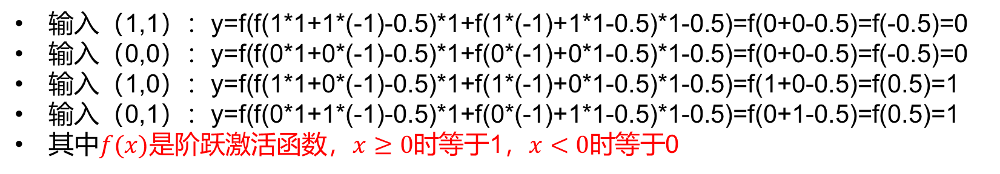 • 输入（1,1）：y=f(f(1*1+1*(-1)-0.5)*1+f(1*(-1)+1*1-0.5)*1-0.5)=f(0+0-0.5)=f(-0.5)=0
• 输入（0,0）：y=f(f(0*1+0*(-1)-0.5)*1+f(0*(-1)+0*1-0.5)*1-0.5)=f(0+0-0.5)=f(-0.5)=0
• 输入（1,0）：y=f(f(1*1+0*(-1)-0.5)*1+f(1*(-1)+0*1-0.5)*1-0.5)=f(1+0-0.5)=f(0.5)=1
• 输入（0,1）：y=f(f(0*1+1*(-1)-0.5)*1+f(0*(-1)+1*1-0.5)*1-0.5)=f(0+1-0.5)=f(0.5)=1
• 其中f(x)是阶跃激活函数，x ≥ 0时等于1，x < 0时等于0